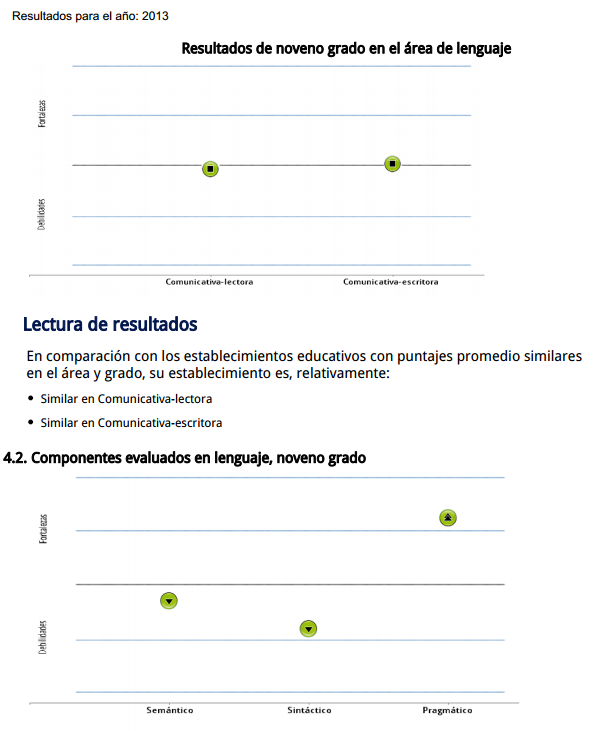 Resultados para el año: 2013
Resultados de noveno grado en el área de lenguaje
Fortalezas
Debilidades
Comunicativa-lectora
Comunicativa-escritora
Lectura de resultados
En comparación con los establecimientos educativos con puntajes promedio similares
en el área y grado, su establecimiento es, relativamente:
• Similar en Comunicativa-lectora
• Similar en Comunicativa-escritora
4.2. Componentes evaluados en lenguaje, noveno grado
Fortalezas
Debilidades
Semántico
Sintáctico
Pragmático